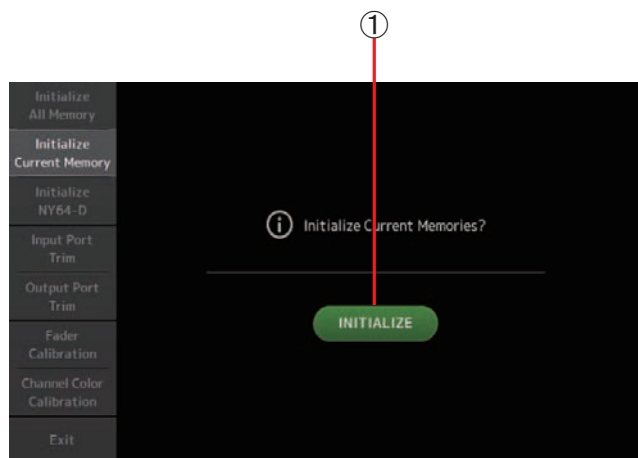 ①
Initialize
All Memory
Initialize
Current Memory
Initialize
NY64-D
Input Port
Trim
Output Port
Trim
Fader
Calibration
Channel Color
Calibration
Exit
Initialize Current Memories?
INITIALIZE